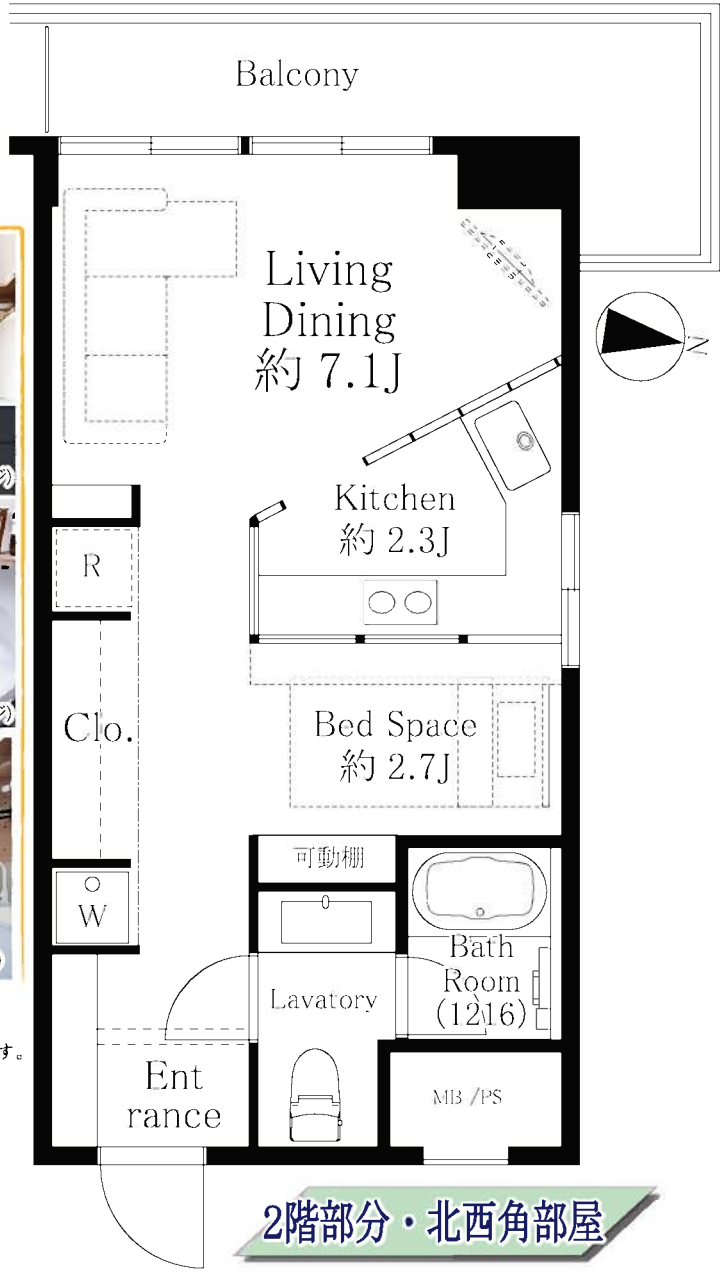 Balcony
Living
Dining
約 7.1J
N
Kitchen
約 2.3J
R
Clo.
Bed Space
約 2.7J
可動棚
W
Bath
Room
(1216)
Lavatory
す。
Ent
rance
MB /PS
2階部分・北西角部屋